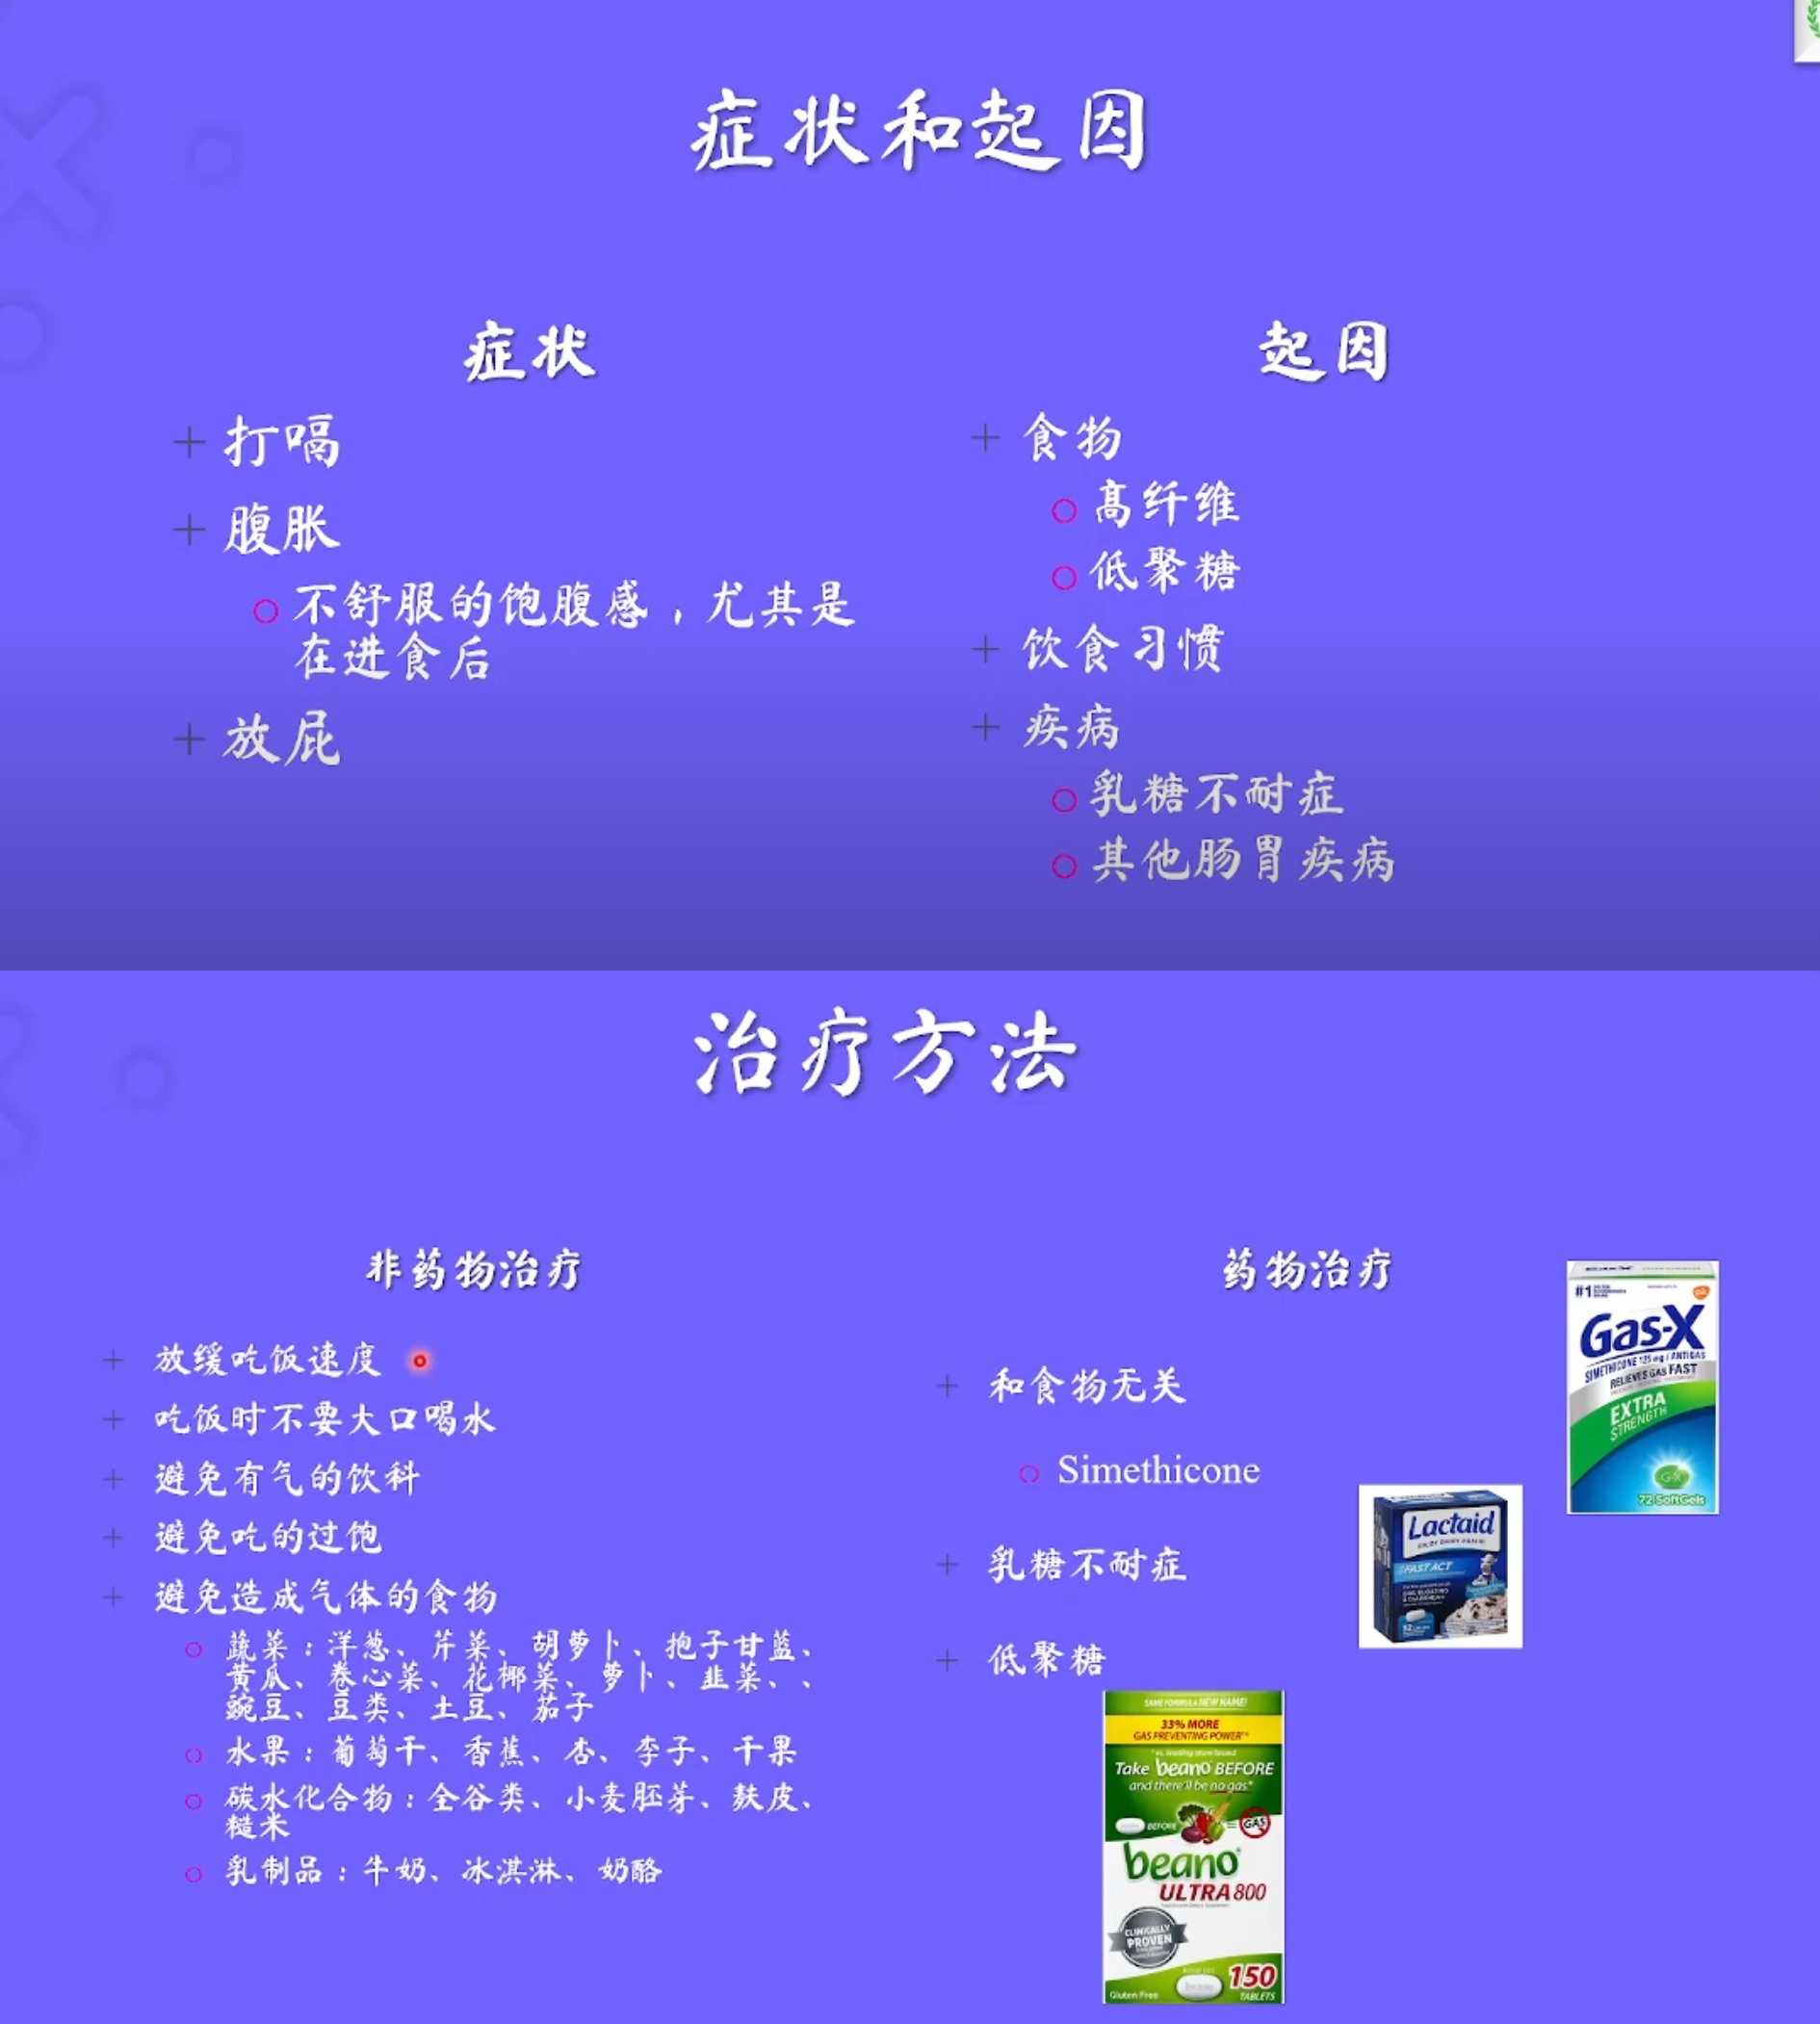 症状和起因
症状
打嗝
腹胀
不舒服的饱腹感，尤其是
在进食后
放屁
起因
食物
高纤维
低聚糖
饮食习惯
疾病
乳糖不耐症
其他肠胃疾病
治疗方法
非药物治疗
放缓吃饭速度
吃饭时不要大口喝水
避免有气的饮料
避免吃的过饱
避免造成气体的食物
蔬菜：洋葱、芹菜、胡萝卜、抱子甘蓝、
黄瓜、卷心菜、花椰菜、萝卜、韭菜、、
豌豆、豆类、土豆、茄子
水果：葡萄干、香蕉、杏、李子、干果
碳水化合物：全谷类、小麦胚芽、麸皮、
糙米
乳制品：牛奶、冰淇淋、奶酪
药物治疗
和食物无关
Simethicone
乳糖不耐症
低聚糖
#1
Gas-X
SIMETHICONE 125 mg / ANTIGAS
RELIEVES GAS FAST
EXTRA
STRENGTH
G-X
72 SoftGels
Lactaid
ENJOY DAIRY AGAIN!
FAST ACT
SAME FORMULA NEW NAME!
33% MORE
GAS PREVENTING POWER
Take beano BEFORE
and there'll be no gas*
BEFORE
= GAS
beano
ULTRA 800
CLINICALLY
PROVEN
150
TABLETS
Gluten Free